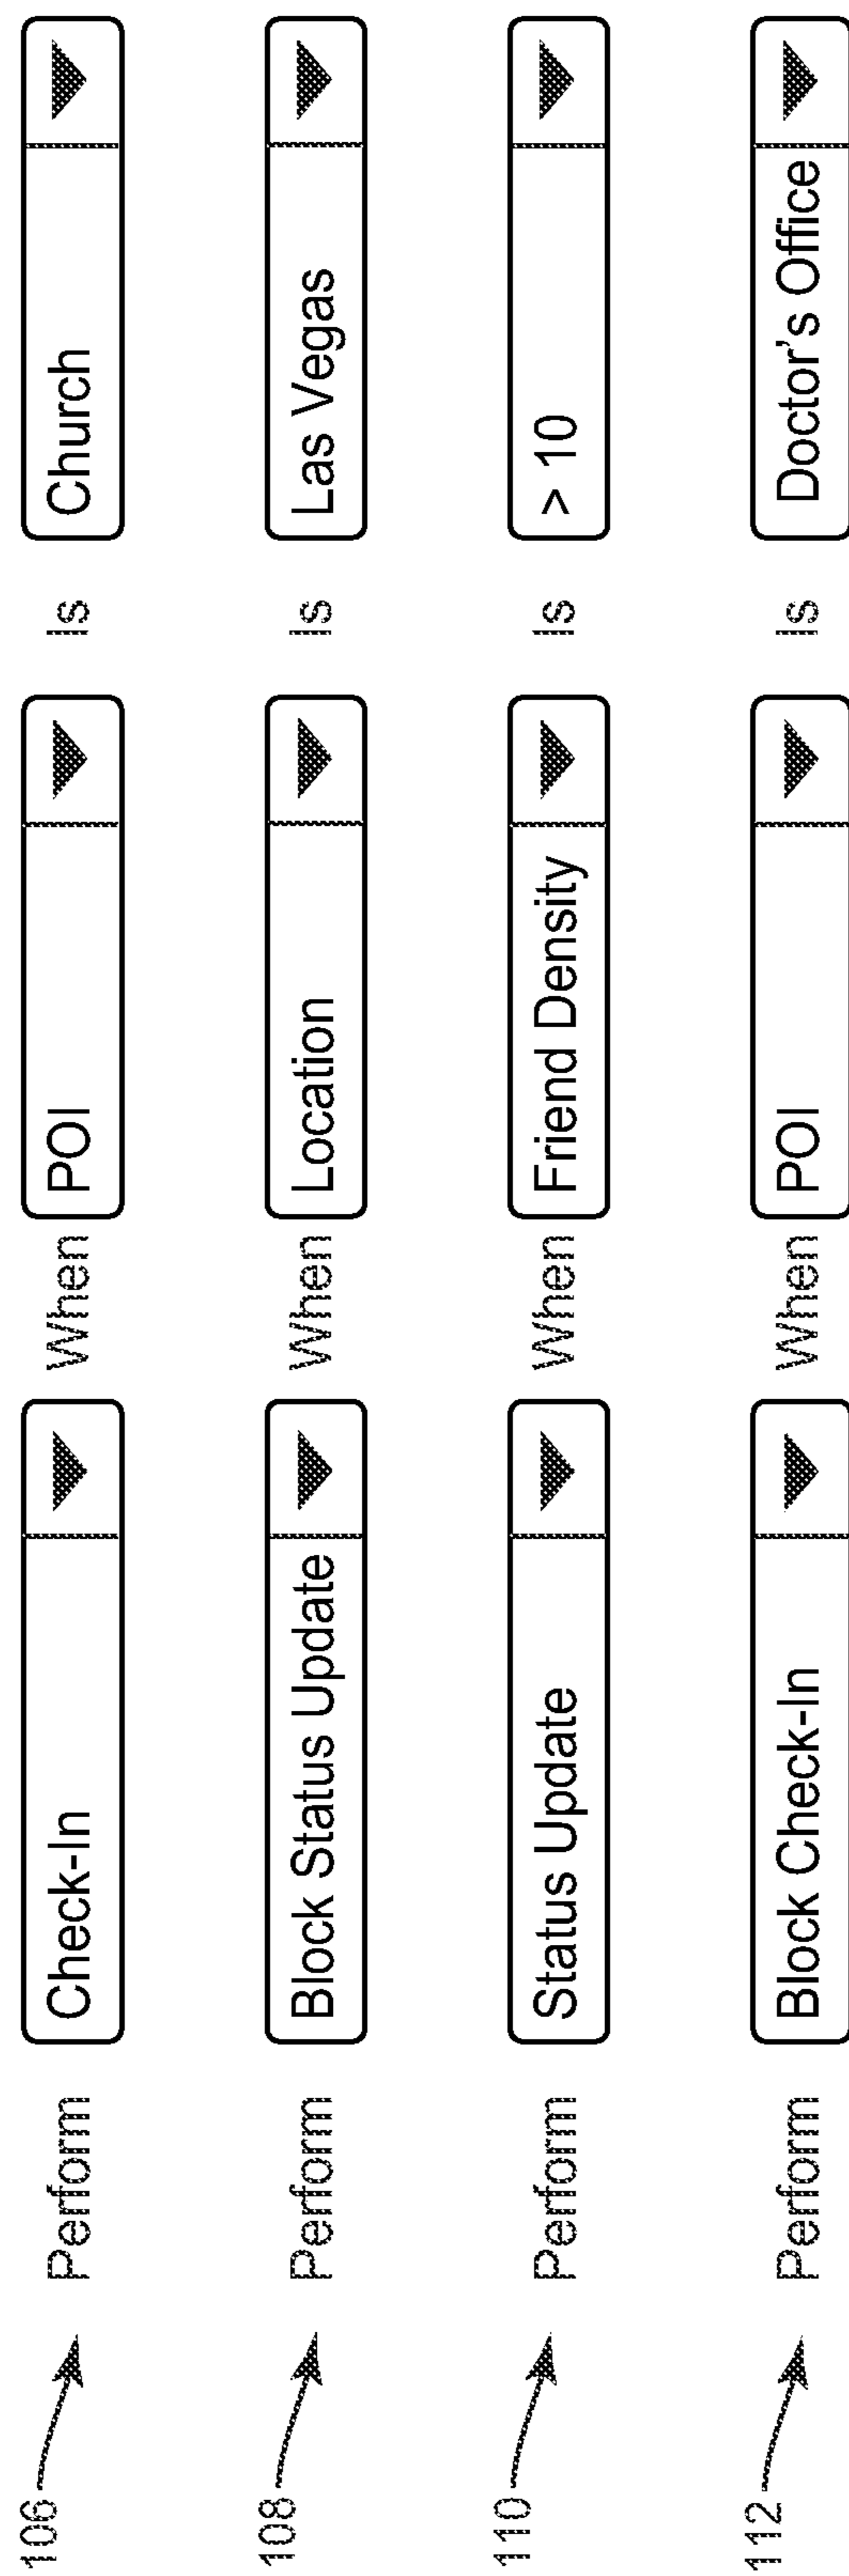 106 Perform Check-In When POI Is Church
108 Perform Block Status Update When Location Is Las Vegas
110 Perform Status Update When Friend Density Is > 10
112 Perform Block Check-In When POI Is Doctor's Office